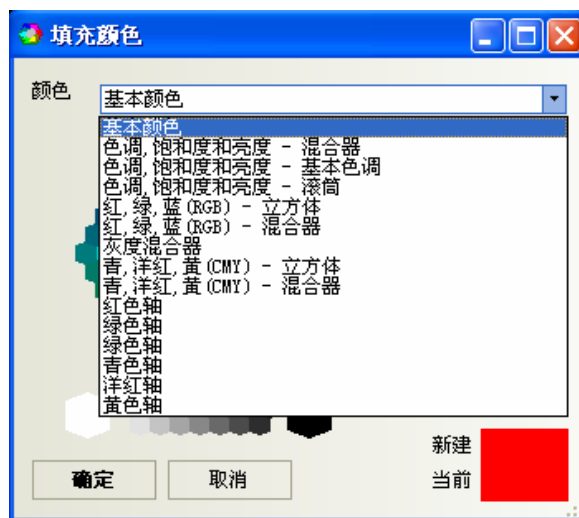 填充颜色
颜色
基本颜色
基本颜色
色调,饱和度和亮度 - 混合器
色调,饱和度和亮度 - 基本色调
色调,饱和度和亮度 - 滚筒
红,绿,蓝(RGB) - 立方体
红,绿,蓝(RGB) - 混合器
灰度混合器
青,洋红,黄(CMY) - 立方体
青,洋红,黄(CMY) - 混合器
红色轴
绿色轴
绿色轴
青色轴
洋红轴
黄色轴
新建
确定 取消 当前